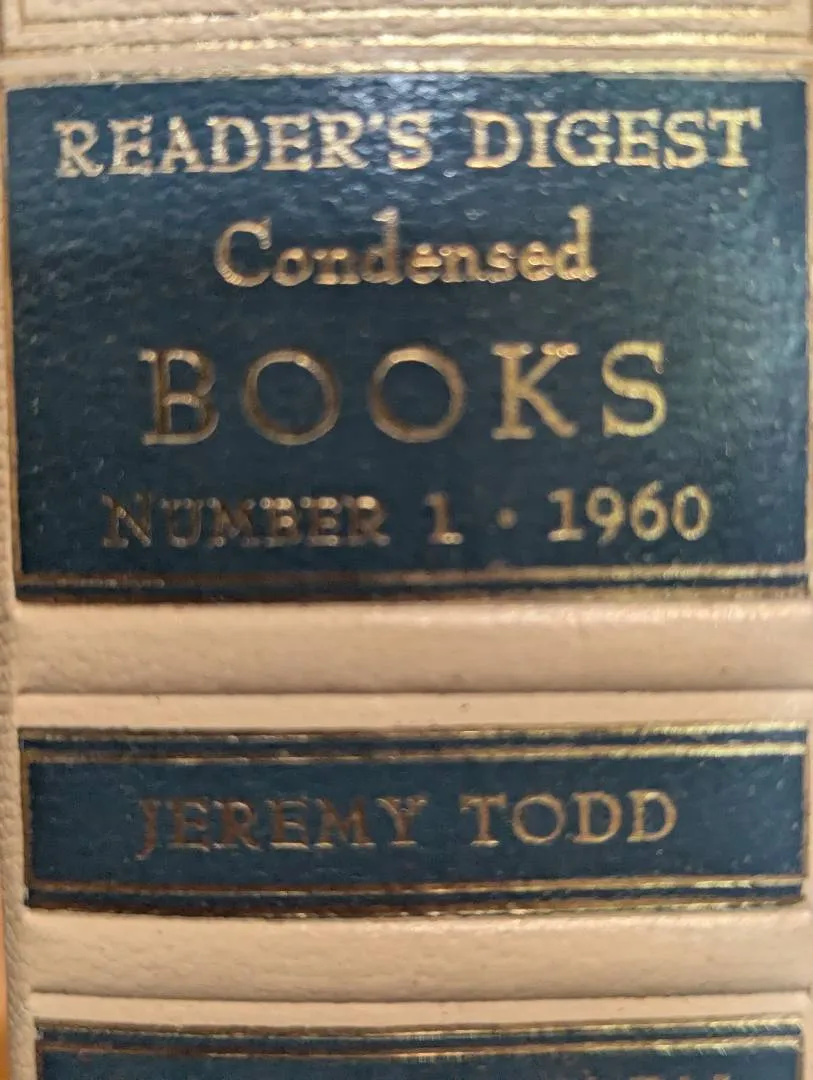 READER'S DIGEST
Condensed
BOOKS
NUMBER 1 · 1960
JEREMY TODD